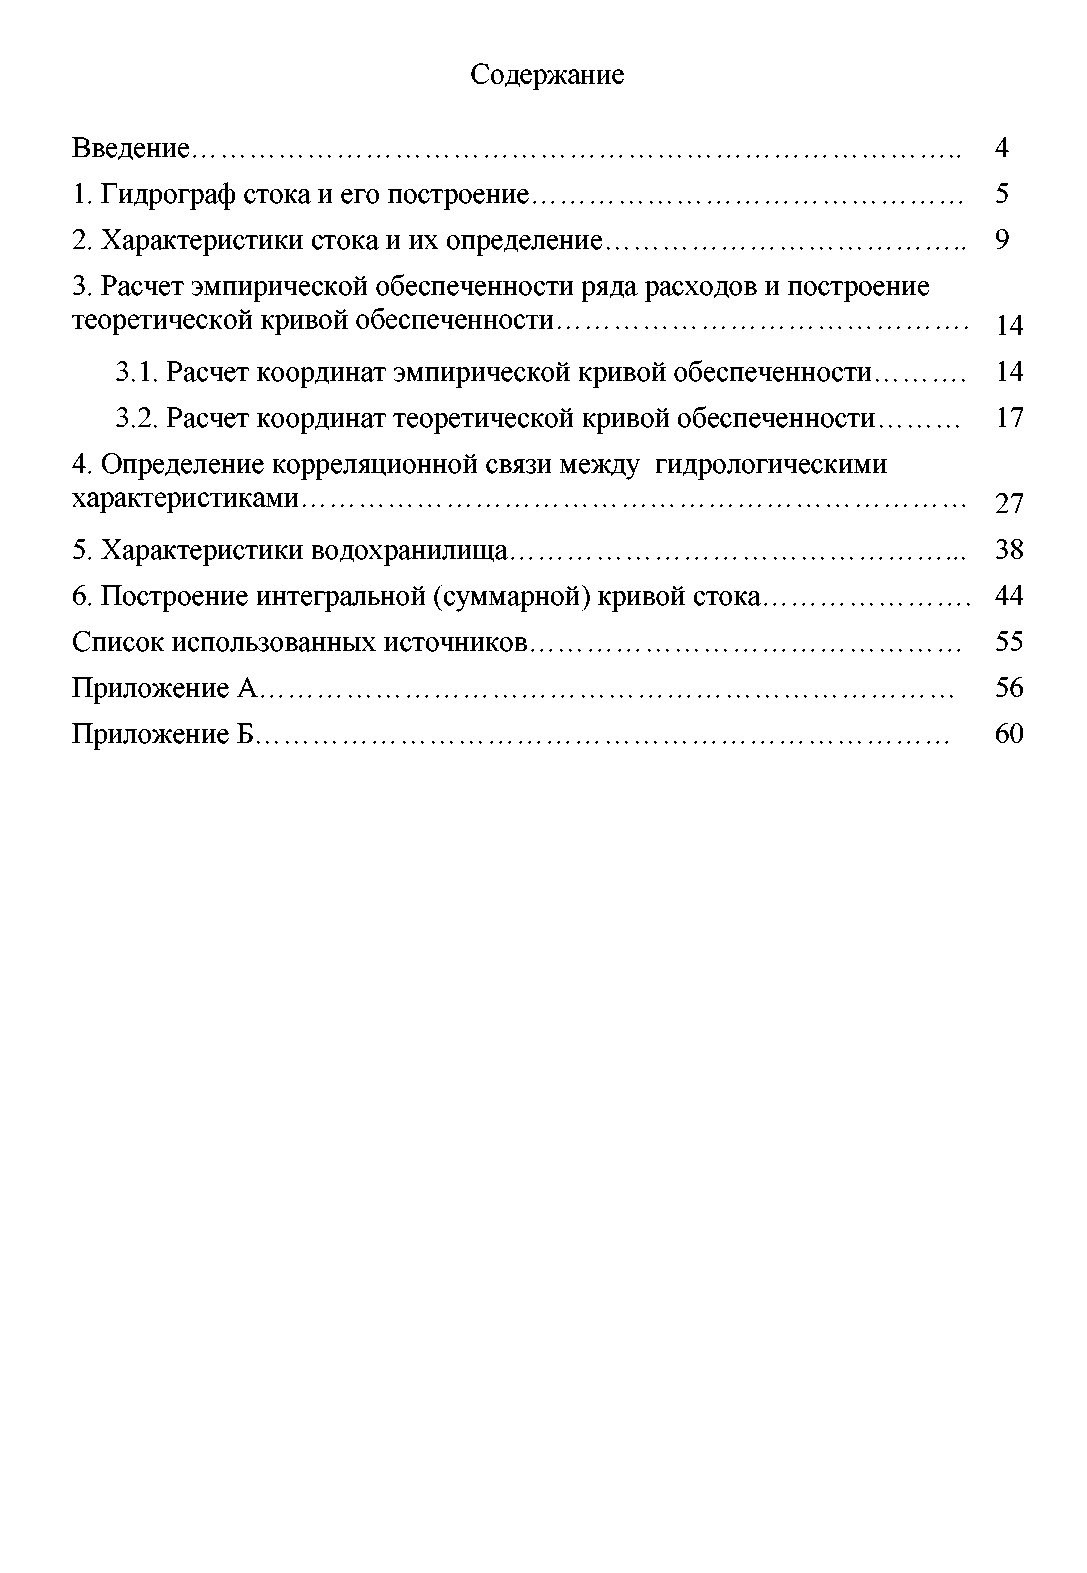 Содержание
Введение…………………………………………………………………….. 4
1. Гидрограф стока и его построение……………………………………… 5
2. Характеристики стока и их определение……………………………….. 9
3. Расчет эмпирической обеспеченности ряда расходов и построение
теоретической кривой обеспеченности……………………………………. 14
3.1. Расчет координат эмпирической кривой обеспеченности………. 14
3.2. Расчет координат теоретической кривой обеспеченности……… 17
4. Определение корреляционной связи между  гидрологическими
характеристиками…………………………………………………………… 27
5. Характеристики водохранилища………………………………………... 38
6. Построение интегральной (суммарной) кривой стока…………………. 44
Список использованных источников……………………………………… 55
Приложение А……………………………………………………………… 56
Приложение Б……………………………………………………………… 60